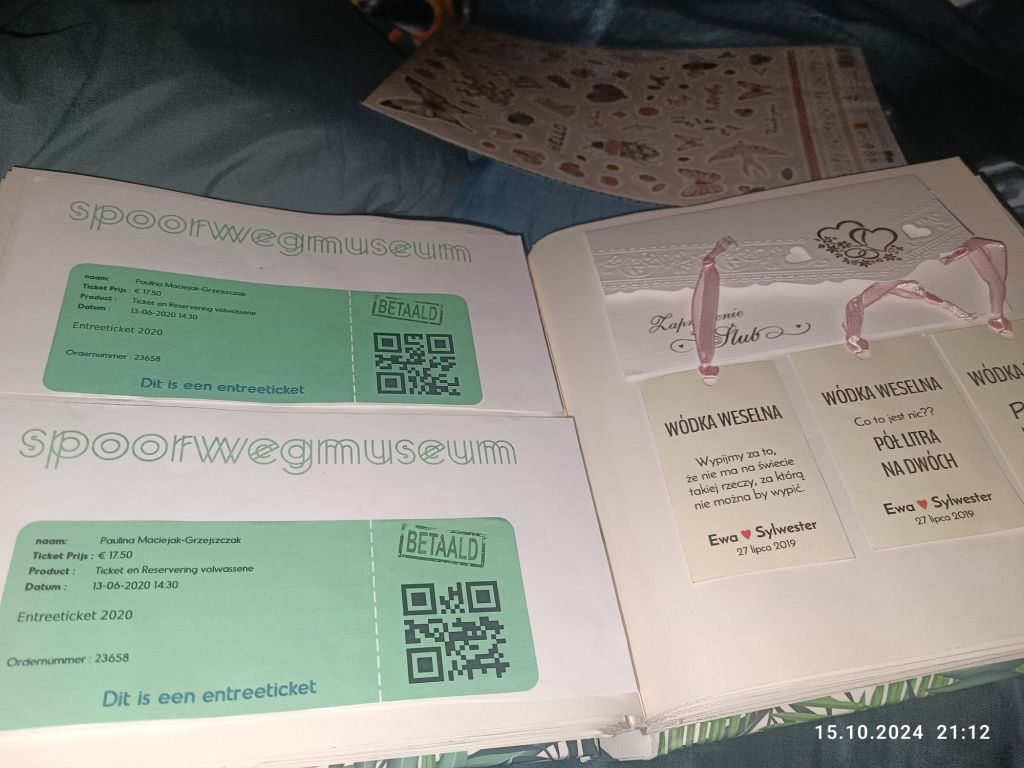 HELLO
Thank you
spoorwegmuseum
naam: Paulina Maciejak-Grzejszczak
Ticket Prijs : € 17.50
Product : Ticket en Reservering volwassene
Datum : 13-06-2020 14:30
Entreeticket 2020
Ordernummer : 23658
Dit is een entreeticket
BETAALD
spoorwegmuseum
naam: Paulina Maciejak-Grzejszczak
Ticket Prijs : € 17.50
Product : Ticket en Reservering volwassene
Datum : 13-06-2020 14:30
Entreeticket 2020
Ordernummer : 23658
Dit is een entreeticket
BETAALD
Ślub
WÓDKA WESELNA
Wypijmy za to,
że nie ma na świecie
takiej rzeczy, za którą
nie można by wypić.
Ewa ♥ Sylwester
27 lipca 2019
WÓDKA WESELNA
Co to jest nic??
PÓŁ LITRA
NA DWÓCH
Ewa ♥ Sylwester
27 lipca 2019
WÓDKA
15.10.2024 21:12